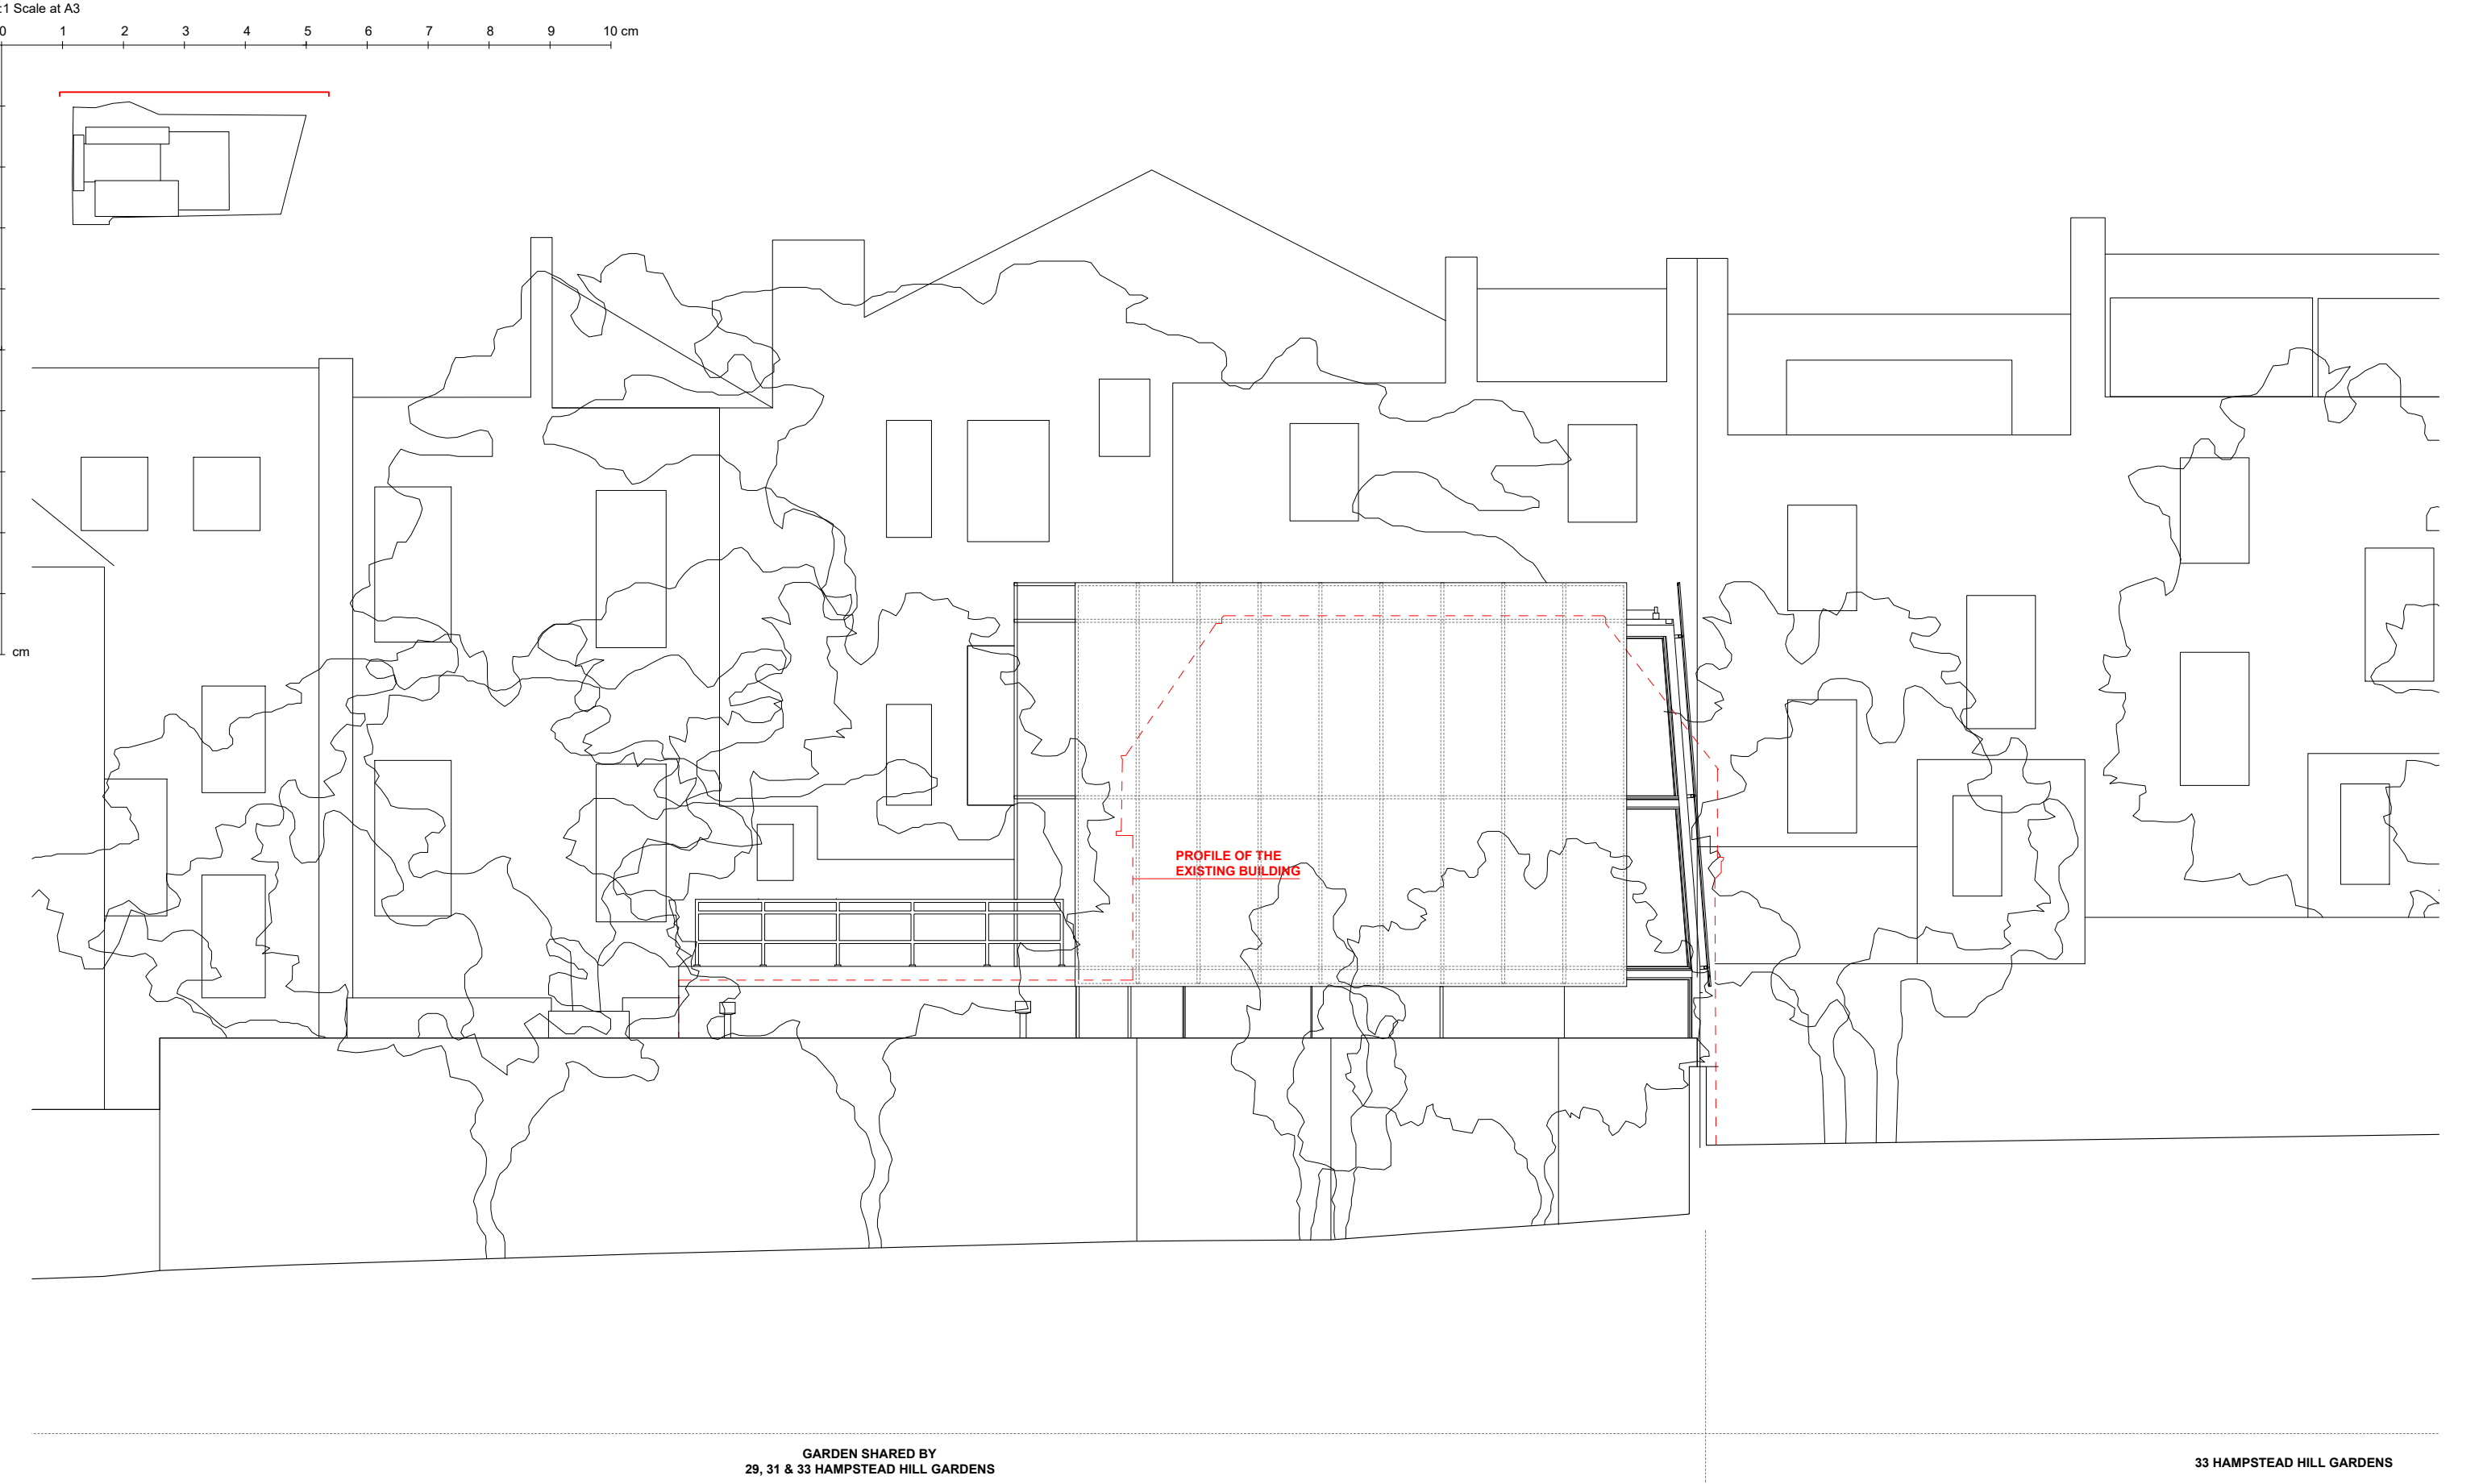 :1 Scale at A3
0 1 2 3 4 5 6 7 8 9 10 cm
cm
PROFILE OF THE
EXISTING BUILDING
GARDEN SHARED BY
29, 31 & 33 HAMPSTEAD HILL GARDENS
33 HAMPSTEAD HILL GARDENS